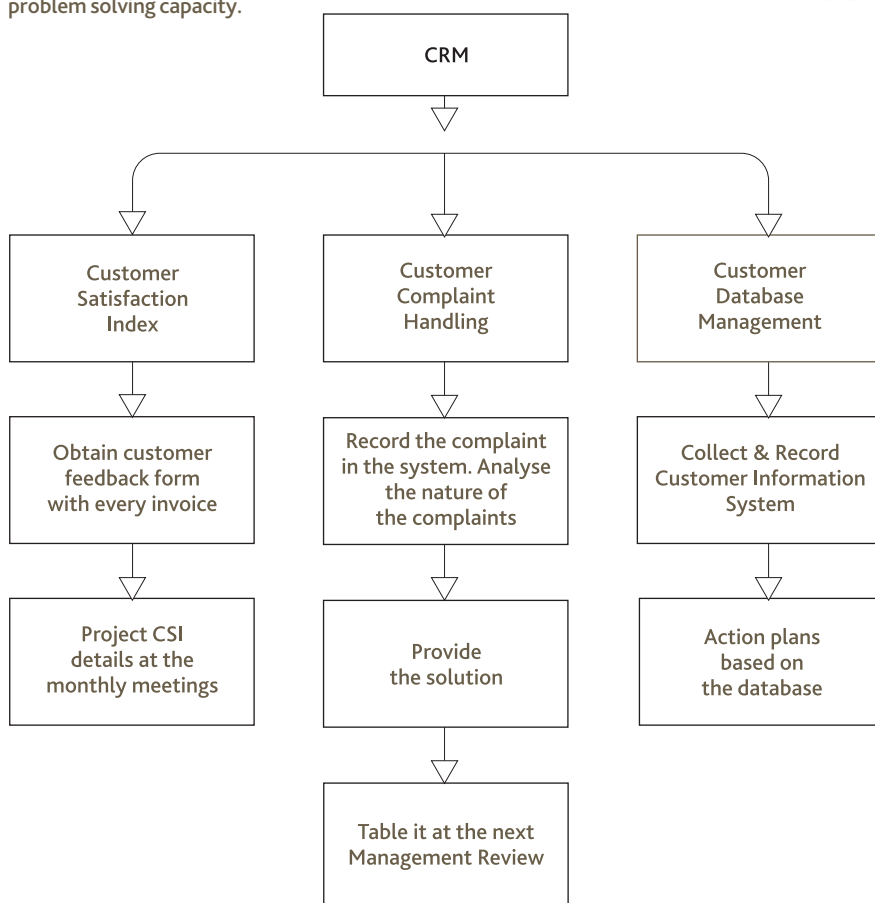 problem solving capacity.
CRM
Customer
Satisfaction
Index
Customer
Complaint
Handling
Customer
Database
Management
Obtain customer
feedback form
with every invoice
Record the complaint
in the system. Analyse
the nature of
the complaints
Collect & Record
Customer Information
System
Project CSI
details at the
monthly meetings
Provide
the solution
Action plans
based on
the database
Table it at the next
Management Review